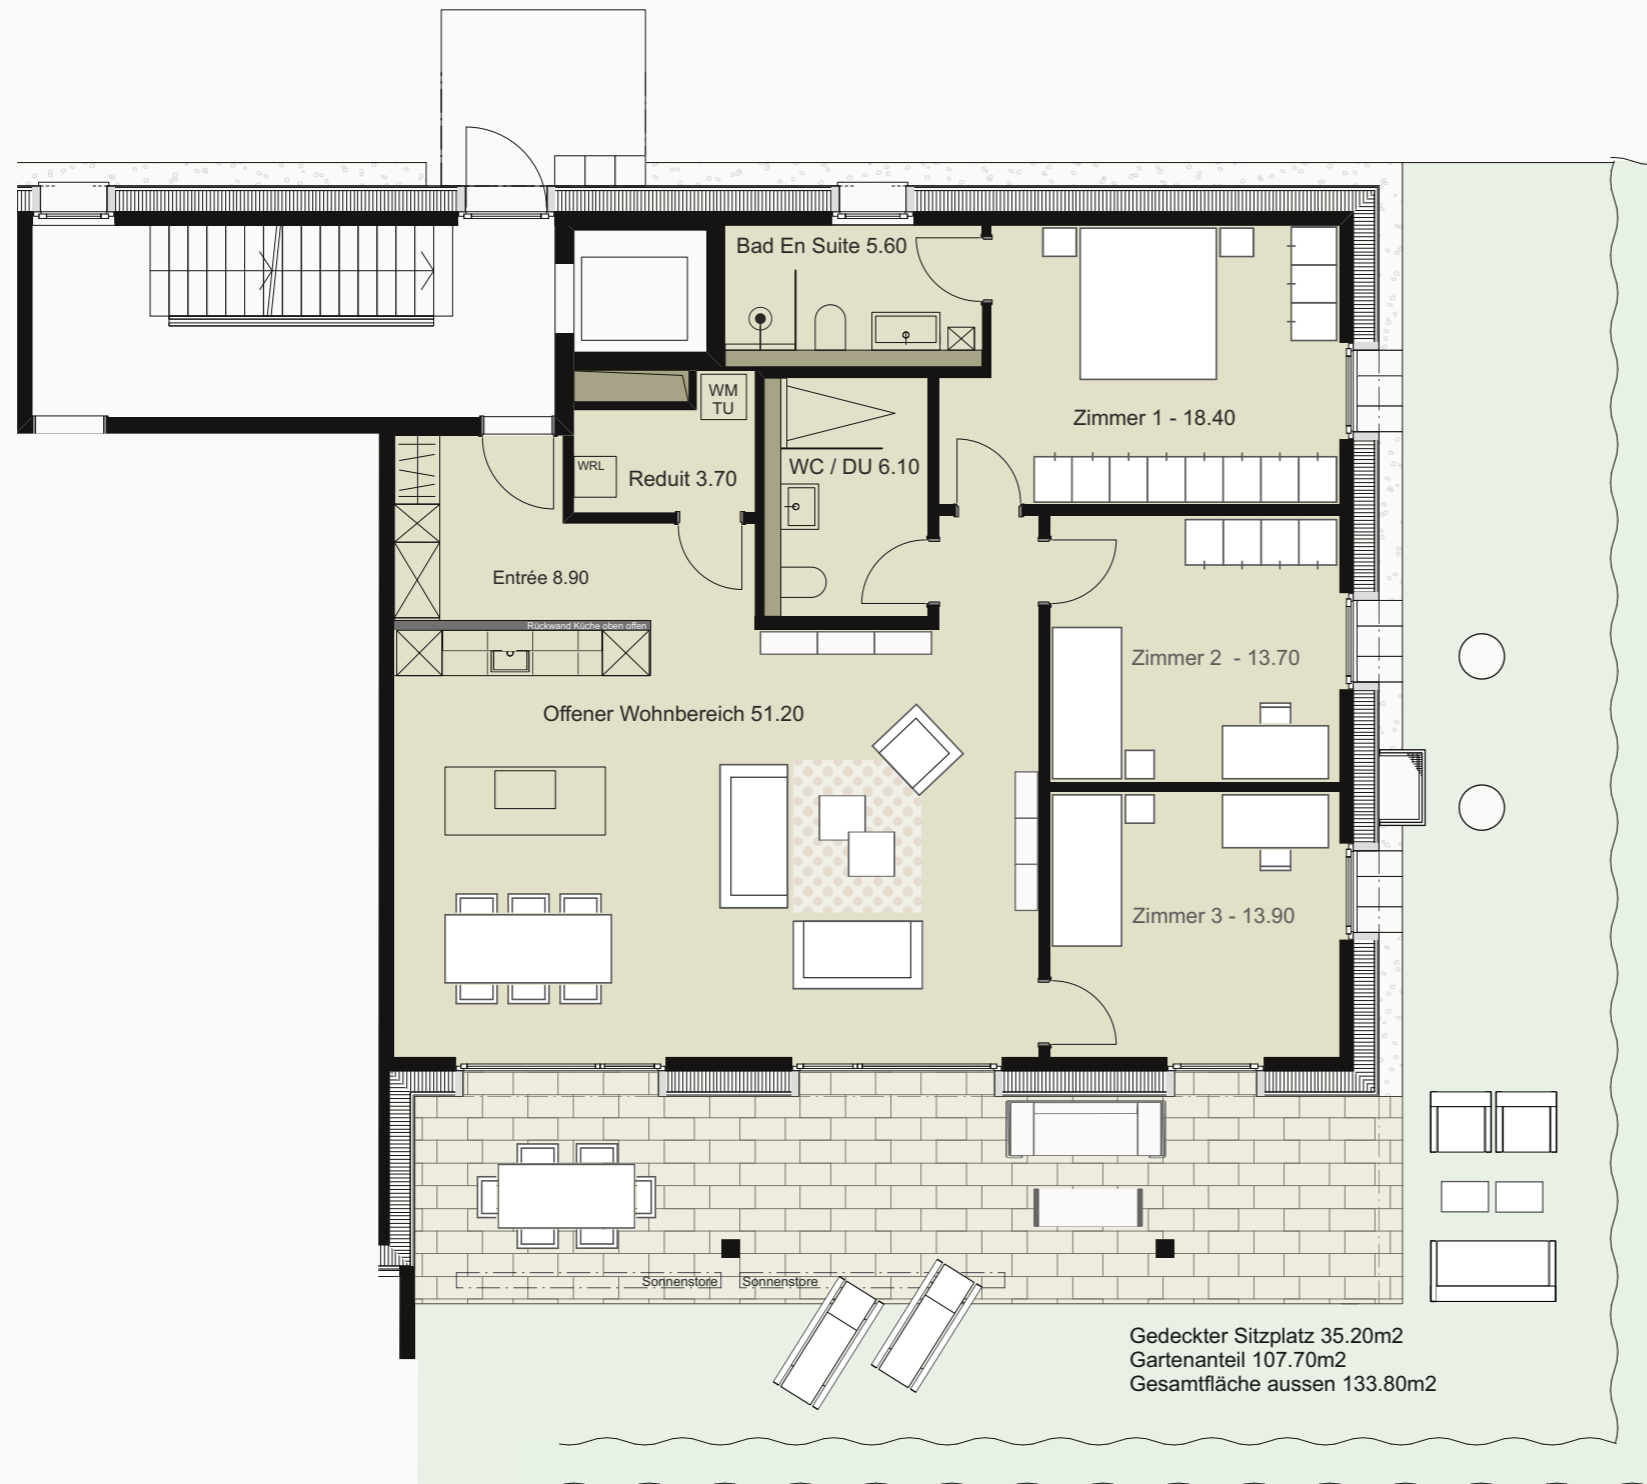 Bad En Suite 5.60
WM
TU
Zimmer 1 - 18.40
WRL
Reduit 3.70
WC / DU 6.10
Entrée 8.90
Rückwand Küche oben offen
Zimmer 2 - 13.70
Offener Wohnbereich 51.20
Zimmer 3 - 13.90
Sonnenstore
Sonnenstore
Gedeckter Sitzplatz 35.20m2
Gartenanteil 107.70m2
Gesamtfläche aussen 133.80m2